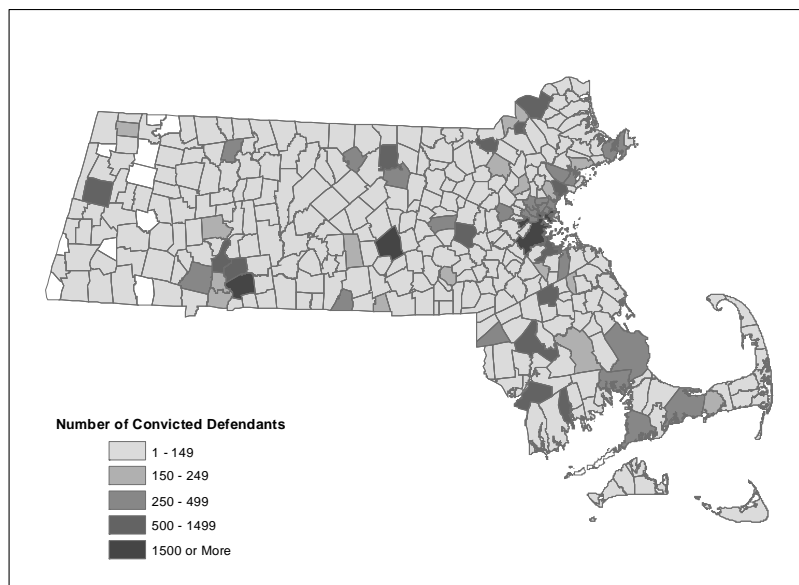 Number of Convicted Defendants
1 - 149
150 - 249
250 - 499
500 - 1499
1500 or More